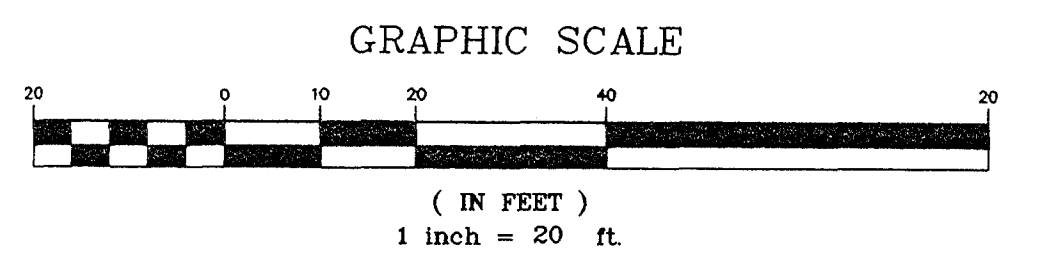 GRAPHIC SCALE
20 0 10 20 40 20
( IN FEET )
1 inch = 20 ft.